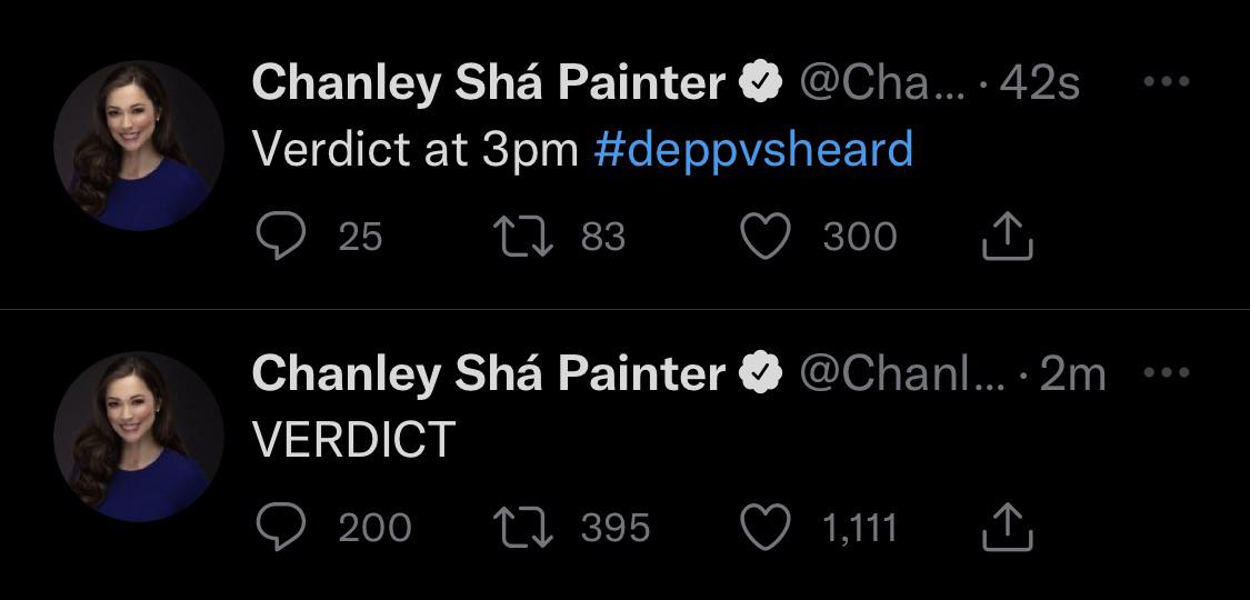 Chanley Shá Painter @Cha... · 42s
Verdict at 3pm #deppvsheard
25 83 300
Chanley Shá Painter @Chanl... · 2m
VERDICT
200 395 1,111